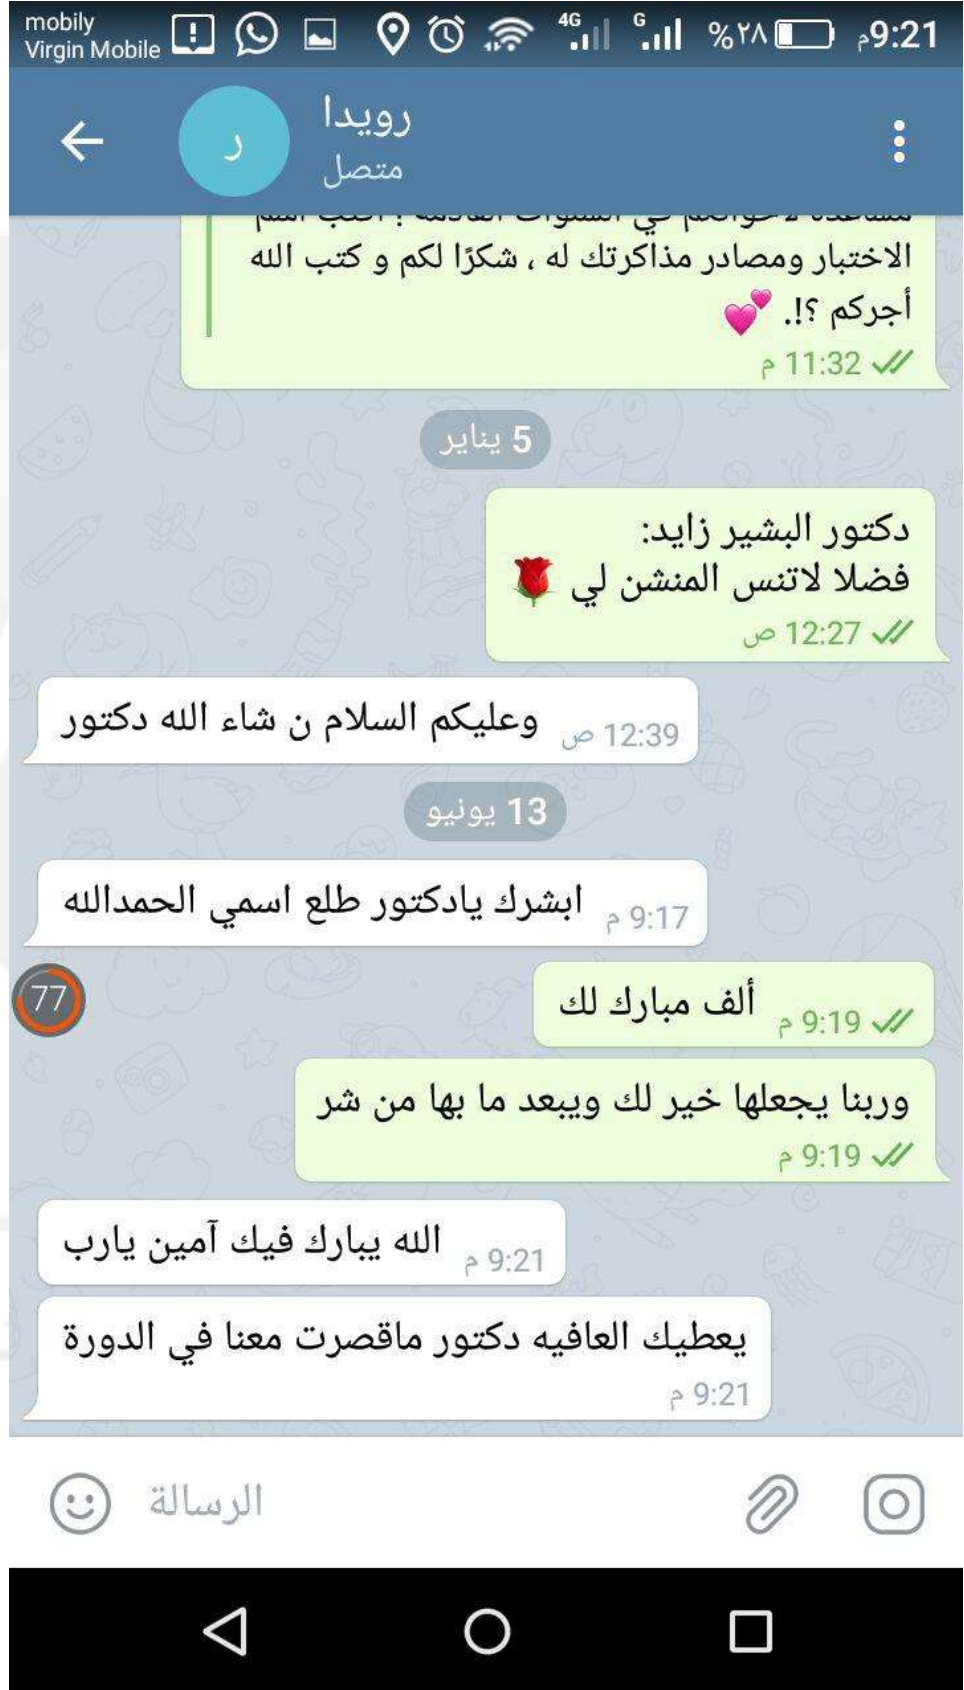 mobily
Virgin Mobile
4G G %٢٨ 9:21م
رويدا
ر
متصل
الاختبار ومصادر مذاكرتك له ، شكرًا لكم و كتب الله
أجركم ؟!. 💕
11:32 م
5 يناير
دكتور البشير زايد:
فضلا لاتنس المنشن لي 🌹
12:27 ص
وعليكم السلام ن شاء الله دكتور
12:39 ص
13 يونيو
ابشرك يادكتور طلع اسمي الحمدالله
9:17 م
77
ألف مبارك لك
9:19 م
وربنا يجعلها خير لك ويبعد ما بها من شر
9:19 م
الله يبارك فيك آمين يارب
9:21 م
يعطيك العافيه دكتور ماقصرت معنا في الدورة
9:21 م
الرسالة